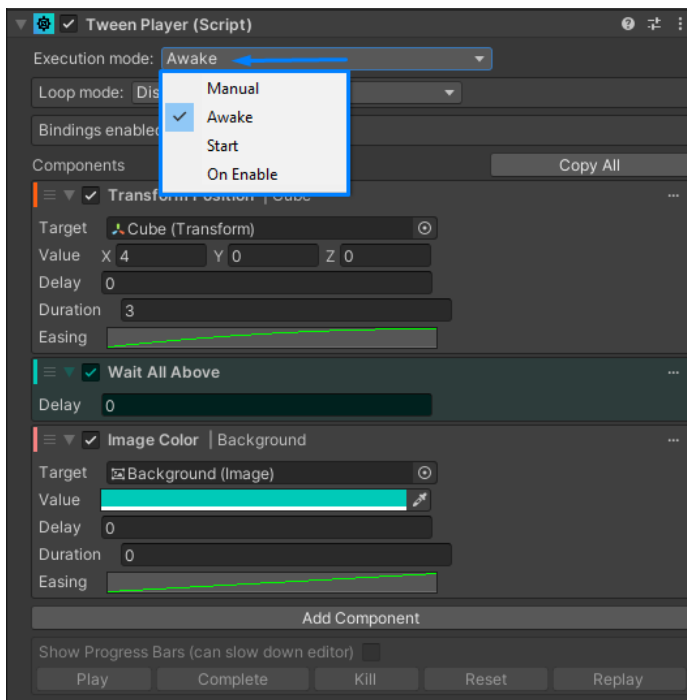 Tween Player (Script)
Execution mode: Awake
Manual
Loop mode: Dis
Awake
Bindings enabled
Start
On Enable
Components
Copy All
Transform Position | Cube
Target Cube (Transform)
Value X 4 Y 0 Z 0
Delay 0
Duration 3
Easing
Wait All Above
Delay 0
Image Color | Background
Target Background (Image)
Value
Delay 0
Duration 0
Easing
Add Component
Show Progress Bars (can slow down editor)
Play Complete Kill Reset Replay